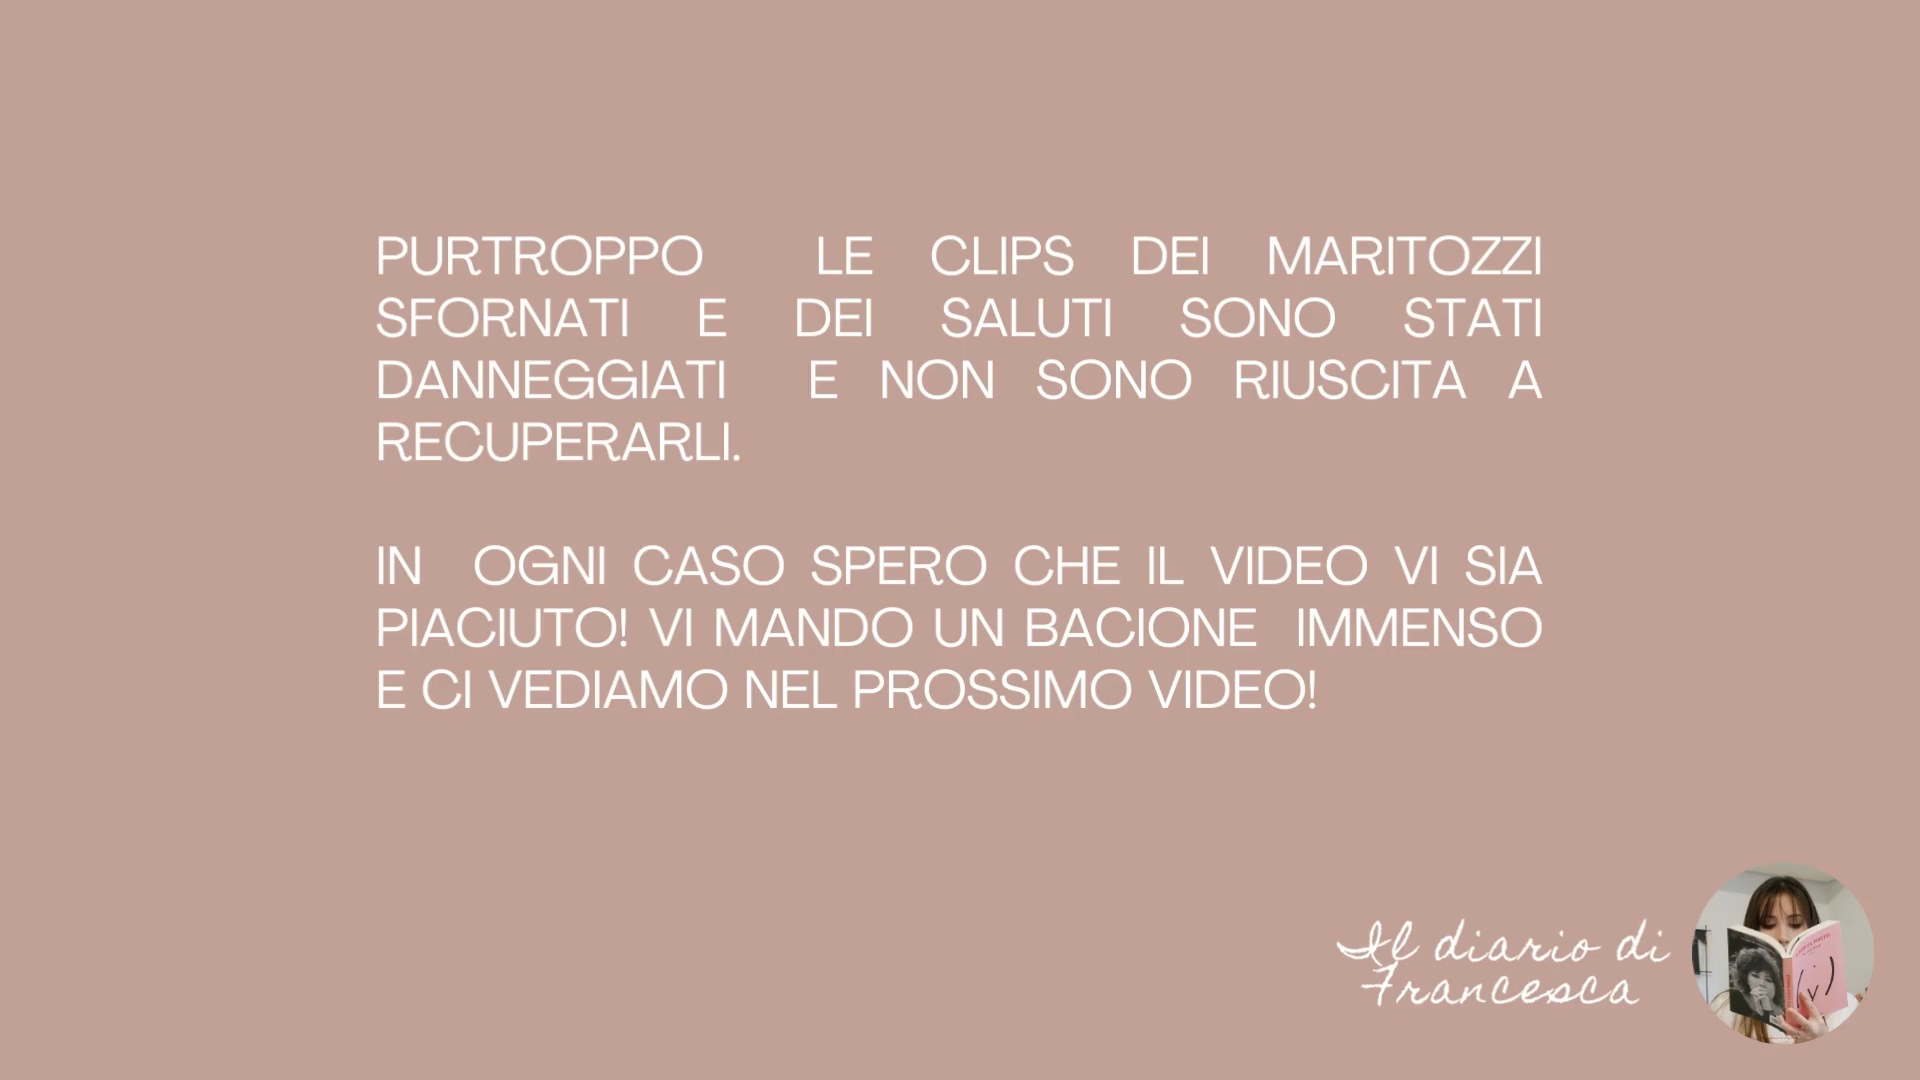 PURTROPPO LE CLIPS DEI MARITOZZI
SFORNATI E DEI SALUTI SONO STATI
DANNEGGIATI E NON SONO RIUSCITA A
RECUPERARLI.
IN OGNI CASO SPERO CHE IL VIDEO VI SIA
PIACIUTO! VI MANDO UN BACIONE IMMENSO
E CI VEDIAMO NEL PROSSIMO VIDEO!
Il diario di
Francesca